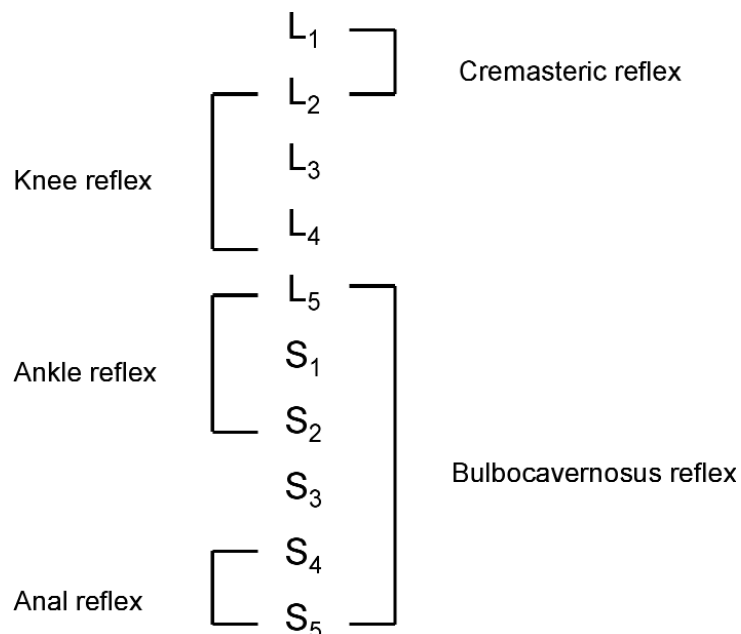 L₁
Cremasteric reflex
L₂
L₃
Knee reflex
L₄
L₅
S₁
Ankle reflex
S₂
Bulbocavernosus reflex
S₃
S₄
Anal reflex
S₅